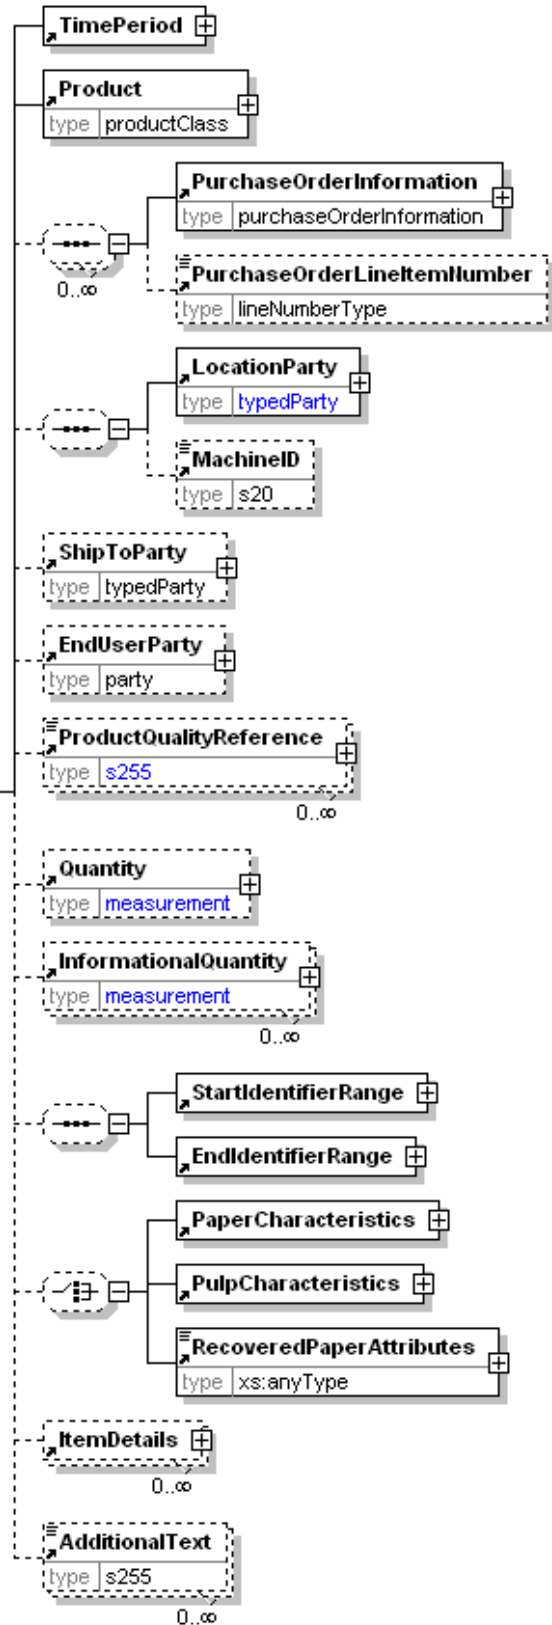 TimePeriod
Product
type productClass
PurchaseOrderInformation
type purchaseOrderInformation
0..∞
PurchaseOrderLineItemNumber
type lineNumberType
LocationParty
type typedParty
MachineID
type s20
ShipToParty
type typedParty
EndUserParty
type party
ProductQualityReference
type s255
0..∞
Quantity
type measurement
InformationalQuantity
type measurement
0..∞
StartIdentifierRange
EndIdentifierRange
PaperCharacteristics
PulpCharacteristics
RecoveredPaperAttributes
type xs:anyType
ItemDetails
0..∞
AdditionalText
type s255
0..∞